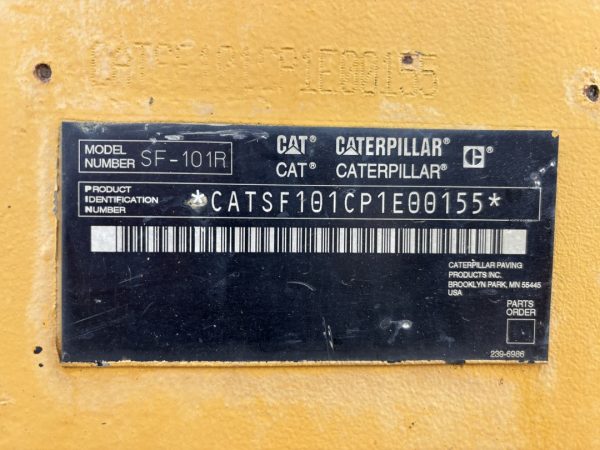 CATSF101CP1E00155
MODEL NUMBER SF-101R
CAT® CATERPILLAR® C
CAT® CATERPILLAR®
PRODUCT IDENTIFICATION NUMBER *CATSF101CP1E00155*
CATERPILLAR PAVING
PRODUCTS INC.
BROOKLYN PARK, MN 55445
USA
PARTS
ORDER
239-6986